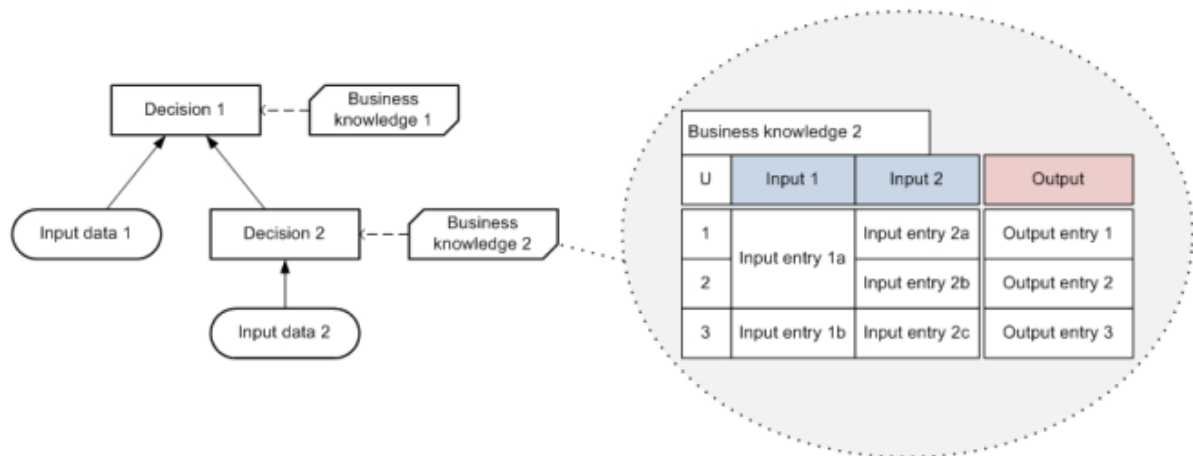 Decision 1
Business
knowledge 1
Input data 1
Decision 2
Business
knowledge 2
Input data 2
Business knowledge 2
U Input 1 Input 2 Output
1 Input entry 1a Input entry 2a Output entry 1
2 Input entry 2b Output entry 2
3 Input entry 1b Input entry 2c Output entry 3